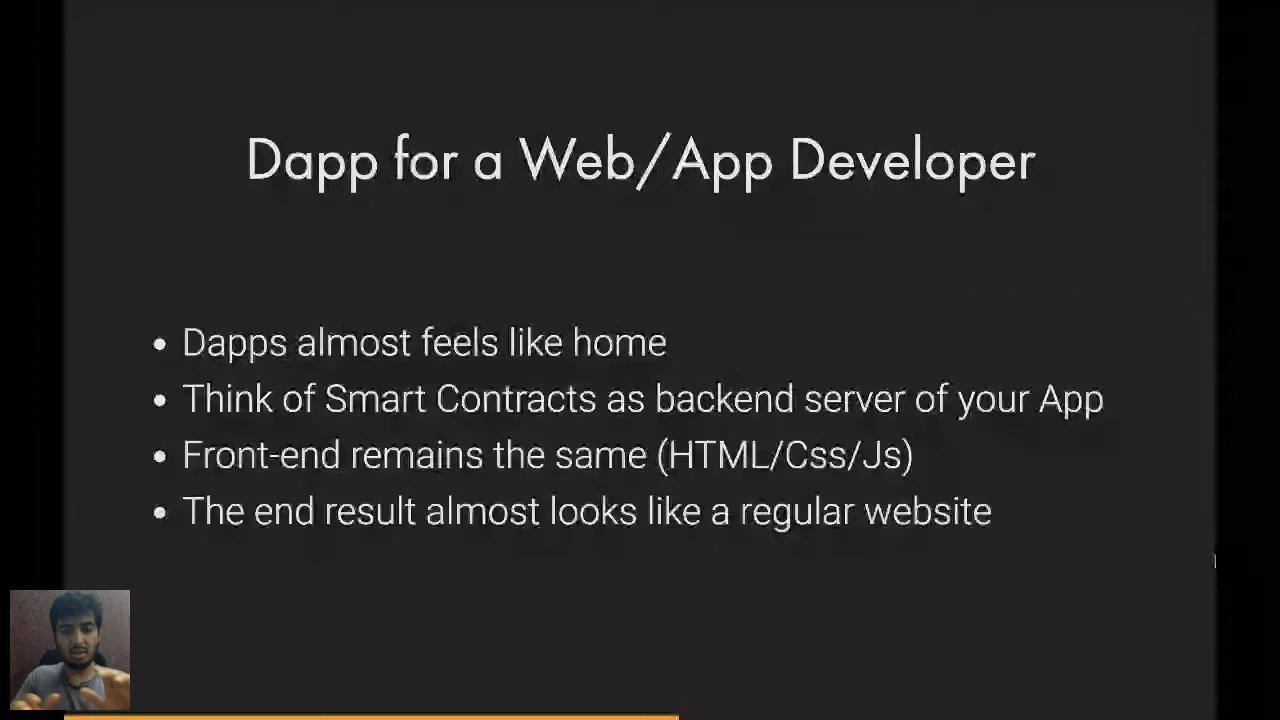 Dapp for a Web/App Developer
Dapps almost feels like home
Think of Smart Contracts as backend server of your App
Front-end remains the same (HTML/Css/Js)
The end result almost looks like a regular website